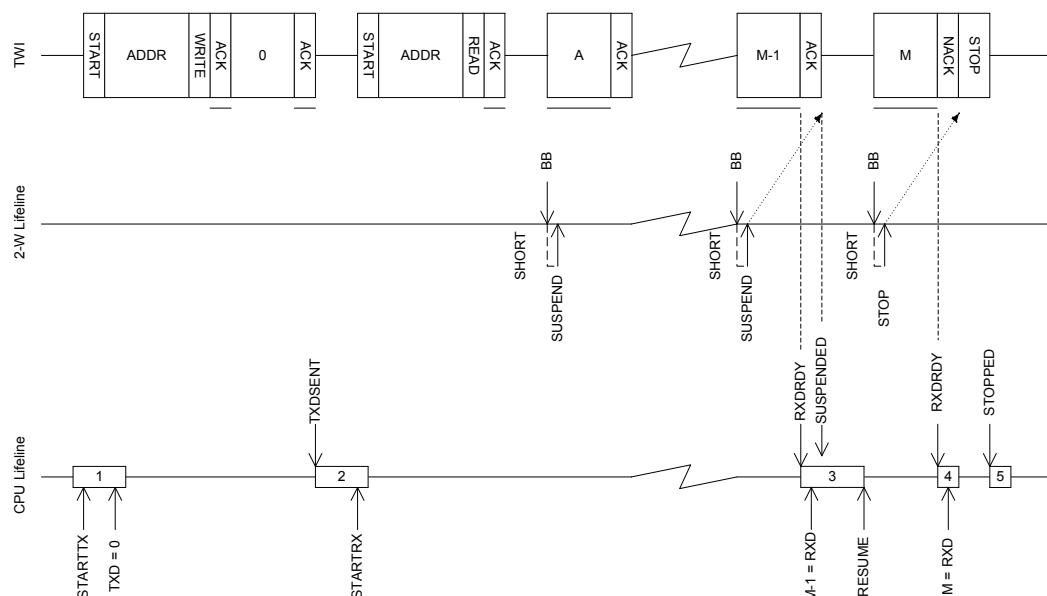 TWI
START
ADDR
WRITE
ACK
0
ACK
START
ADDR
READ
ACK
A
ACK
M-1
ACK
M
NACK
STOP
2-W Lifeline
BB
SHORT
SUSPEND
BB
SHORT
SUSPEND
BB
SHORT
STOP
CPU Lifeline
1
STARTTX
TXD = 0
TXDSENT
2
STARTRX
RXDRDY
SUSPENDED
3
M-1 = RXD
RESUME
RXDRDY
4
M = RXD
STOPPED
5